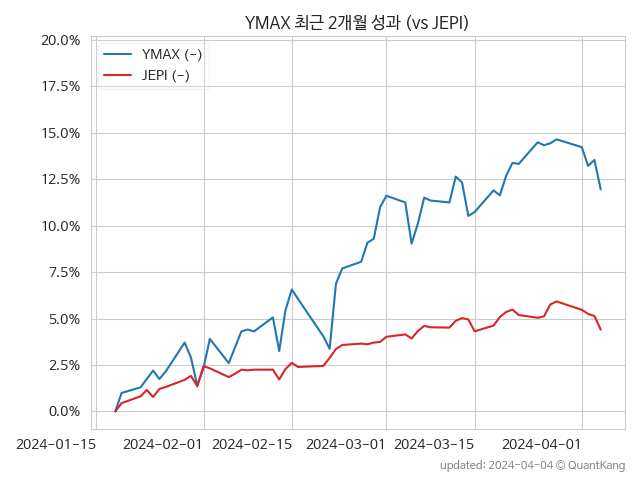 YMAX 최근 2개월 성과 (vs JEPI)
20.0%
YMAX (-)
JEPI (-)
17.5%
15.0%
12.5%
10.0%
7.5%
5.0%
2.5%
0.0%
2024-01-15 2024-02-01 2024-02-15 2024-03-01 2024-03-15 2024-04-01
updated: 2024-04-04 © QuantKang